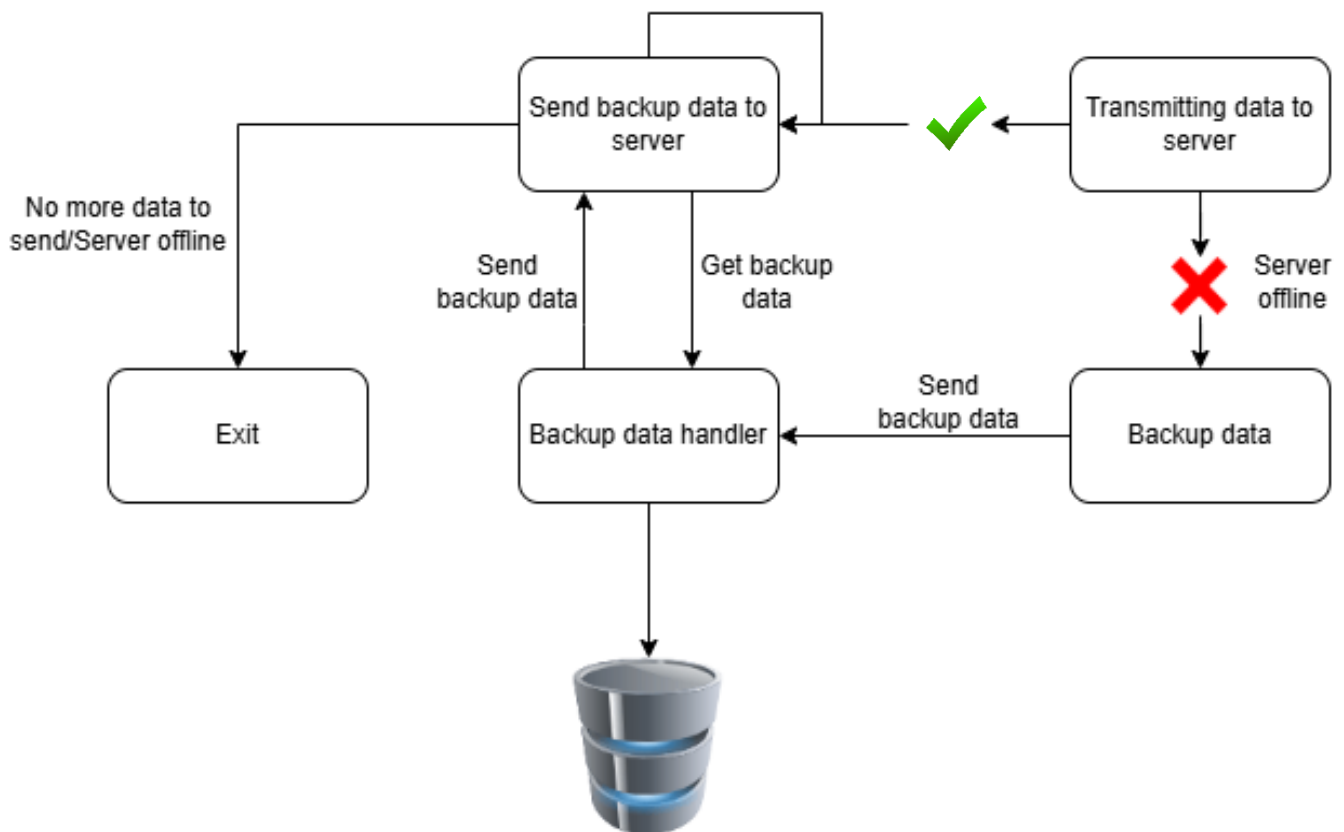 Send backup data to
server
Transmitting data to
server
No more data to
send/Server offline
Send
backup data
Get backup
data
Server
offline
Exit
Backup data handler
Send
backup data
Backup data